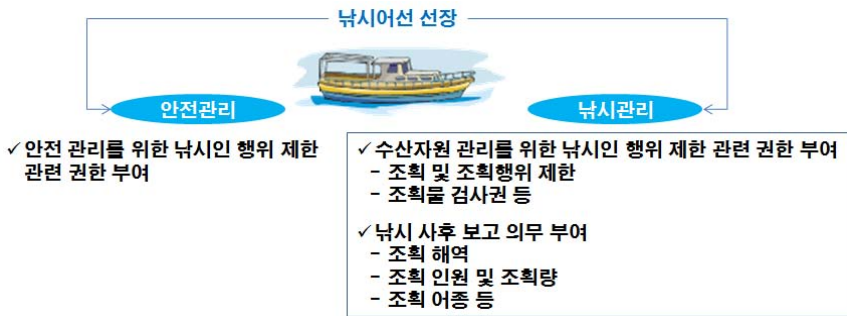 낚시어선 선장
안전관리
낚시관리
✓ 안전 관리를 위한 낚시인 행위 제한
관련 권한 부여
✓ 수산자원 관리를 위한 낚시인 행위 제한 관련 권한 부여
- 조획 및 조획행위 제한
- 조획물 검사권 등
✓ 낚시 사후 보고 의무 부여
- 조획 해역
- 조획 인원 및 조획량
- 조획 어종 등